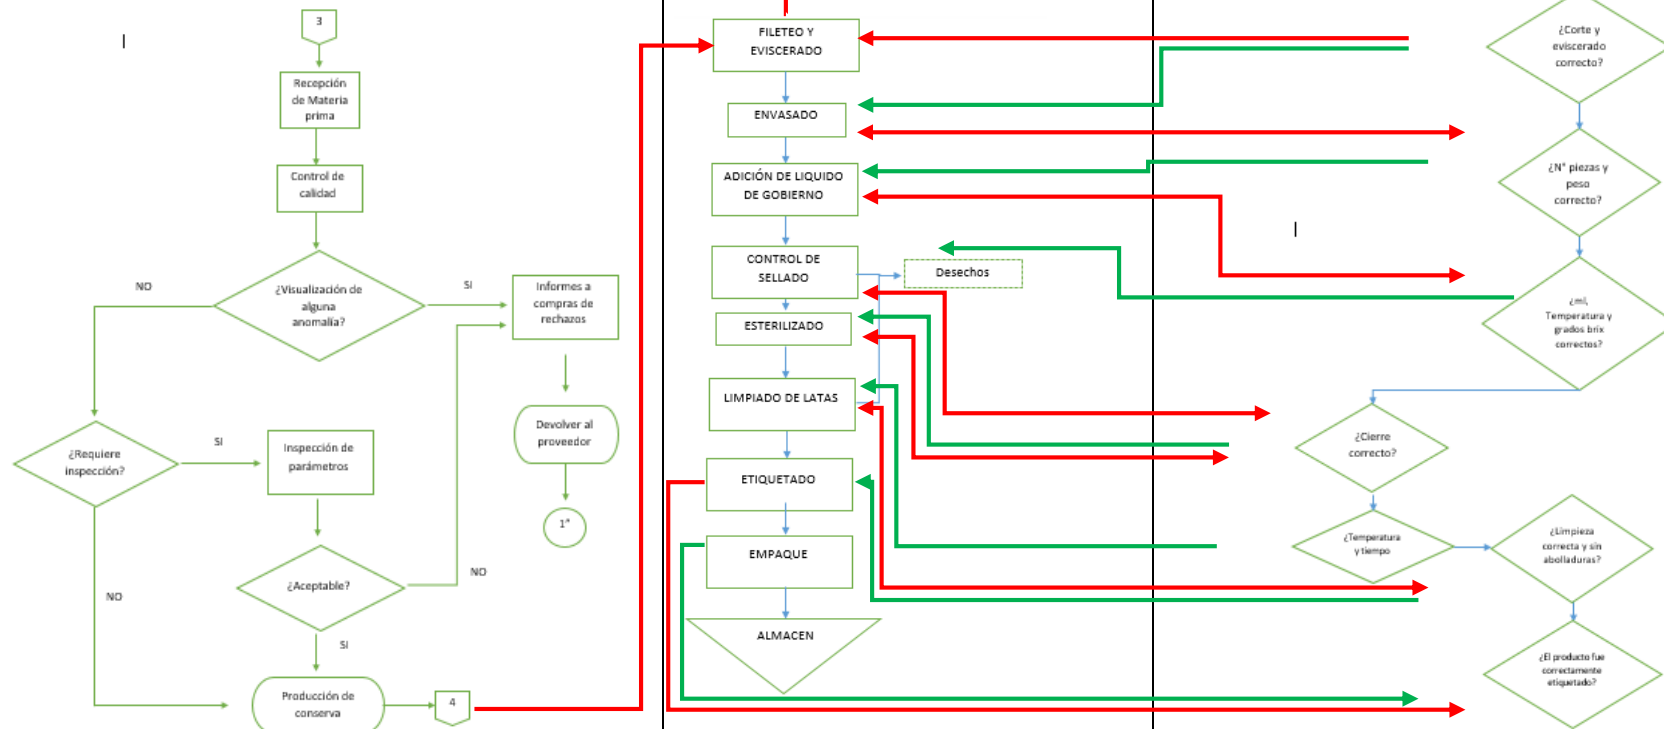 3
Recepción
de Materia
prima
Control de
calidad
¿Visualización de
alguna
anomalía?
NO
SI
Informes a
compras de
rechazos
Devolver al
proveedor
1*
¿Requiere
inspección?
SI
Inspección de
parámetros
¿Aceptable?
NO
NO
SI
Producción de
conserva
4
FILETEO Y
EVISCERADO
ENVASADO
ADICIÓN DE LIQUIDO
DE GOBIERNO
CONTROL DE
SELLADO
Desechos
ESTERILIZADO
LIMPIADO DE LATAS
ETIQUETADO
EMPAQUE
ALMACEN
¿Corte y
eviscerado
correcto?
¿N° piezas y
peso
correcto?
¿ml,
Temperatura y
grados brix
correctos?
¿Cierre
correcto?
¿Temperatura
y tiempo
¿Limpieza
correcta y sin
abolladuras?
¿El producto fue
correctamente
etiquetado?